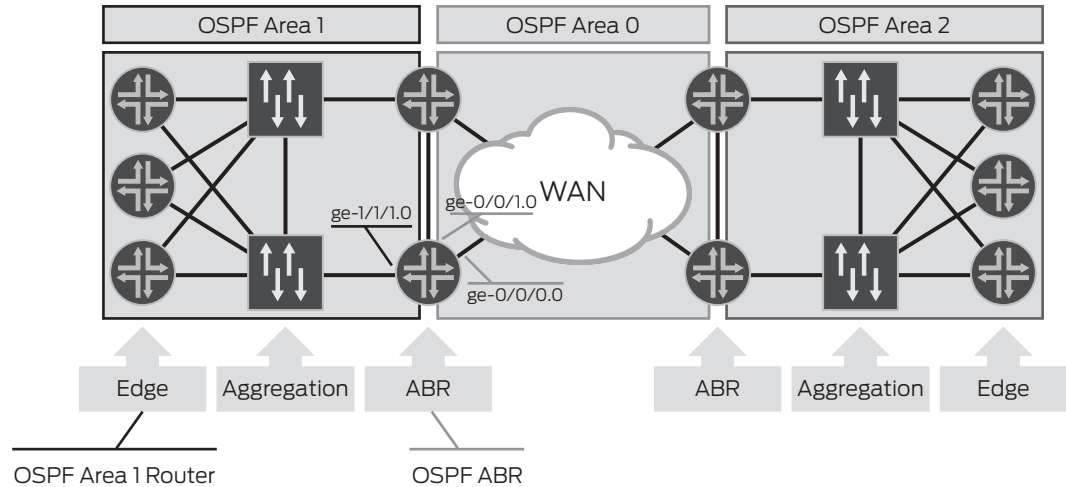 OSPF Area 1
OSPF Area 0
OSPF Area 2
WAN
ge-1/1/1.0
ge-0/0/1.0
ge-0/0/0.0
Edge
Aggregation
ABR
ABR
Aggregation
Edge
OSPF Area 1 Router
OSPF ABR